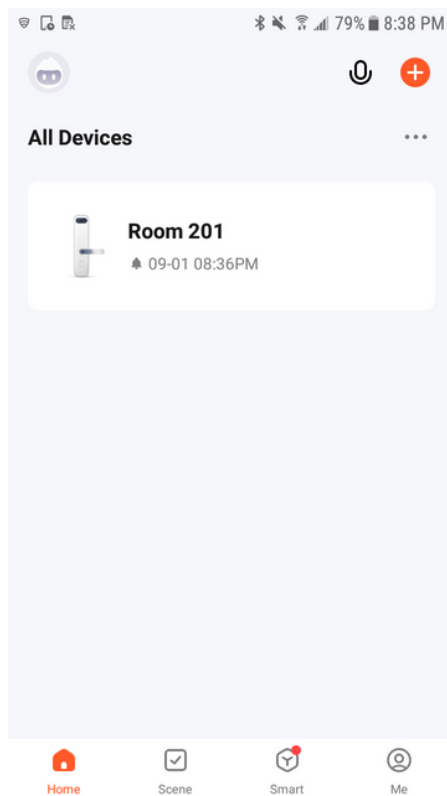 79% 8:38 PM
All Devices
Room 201
09-01 08:36PM
Home Scene Smart Me